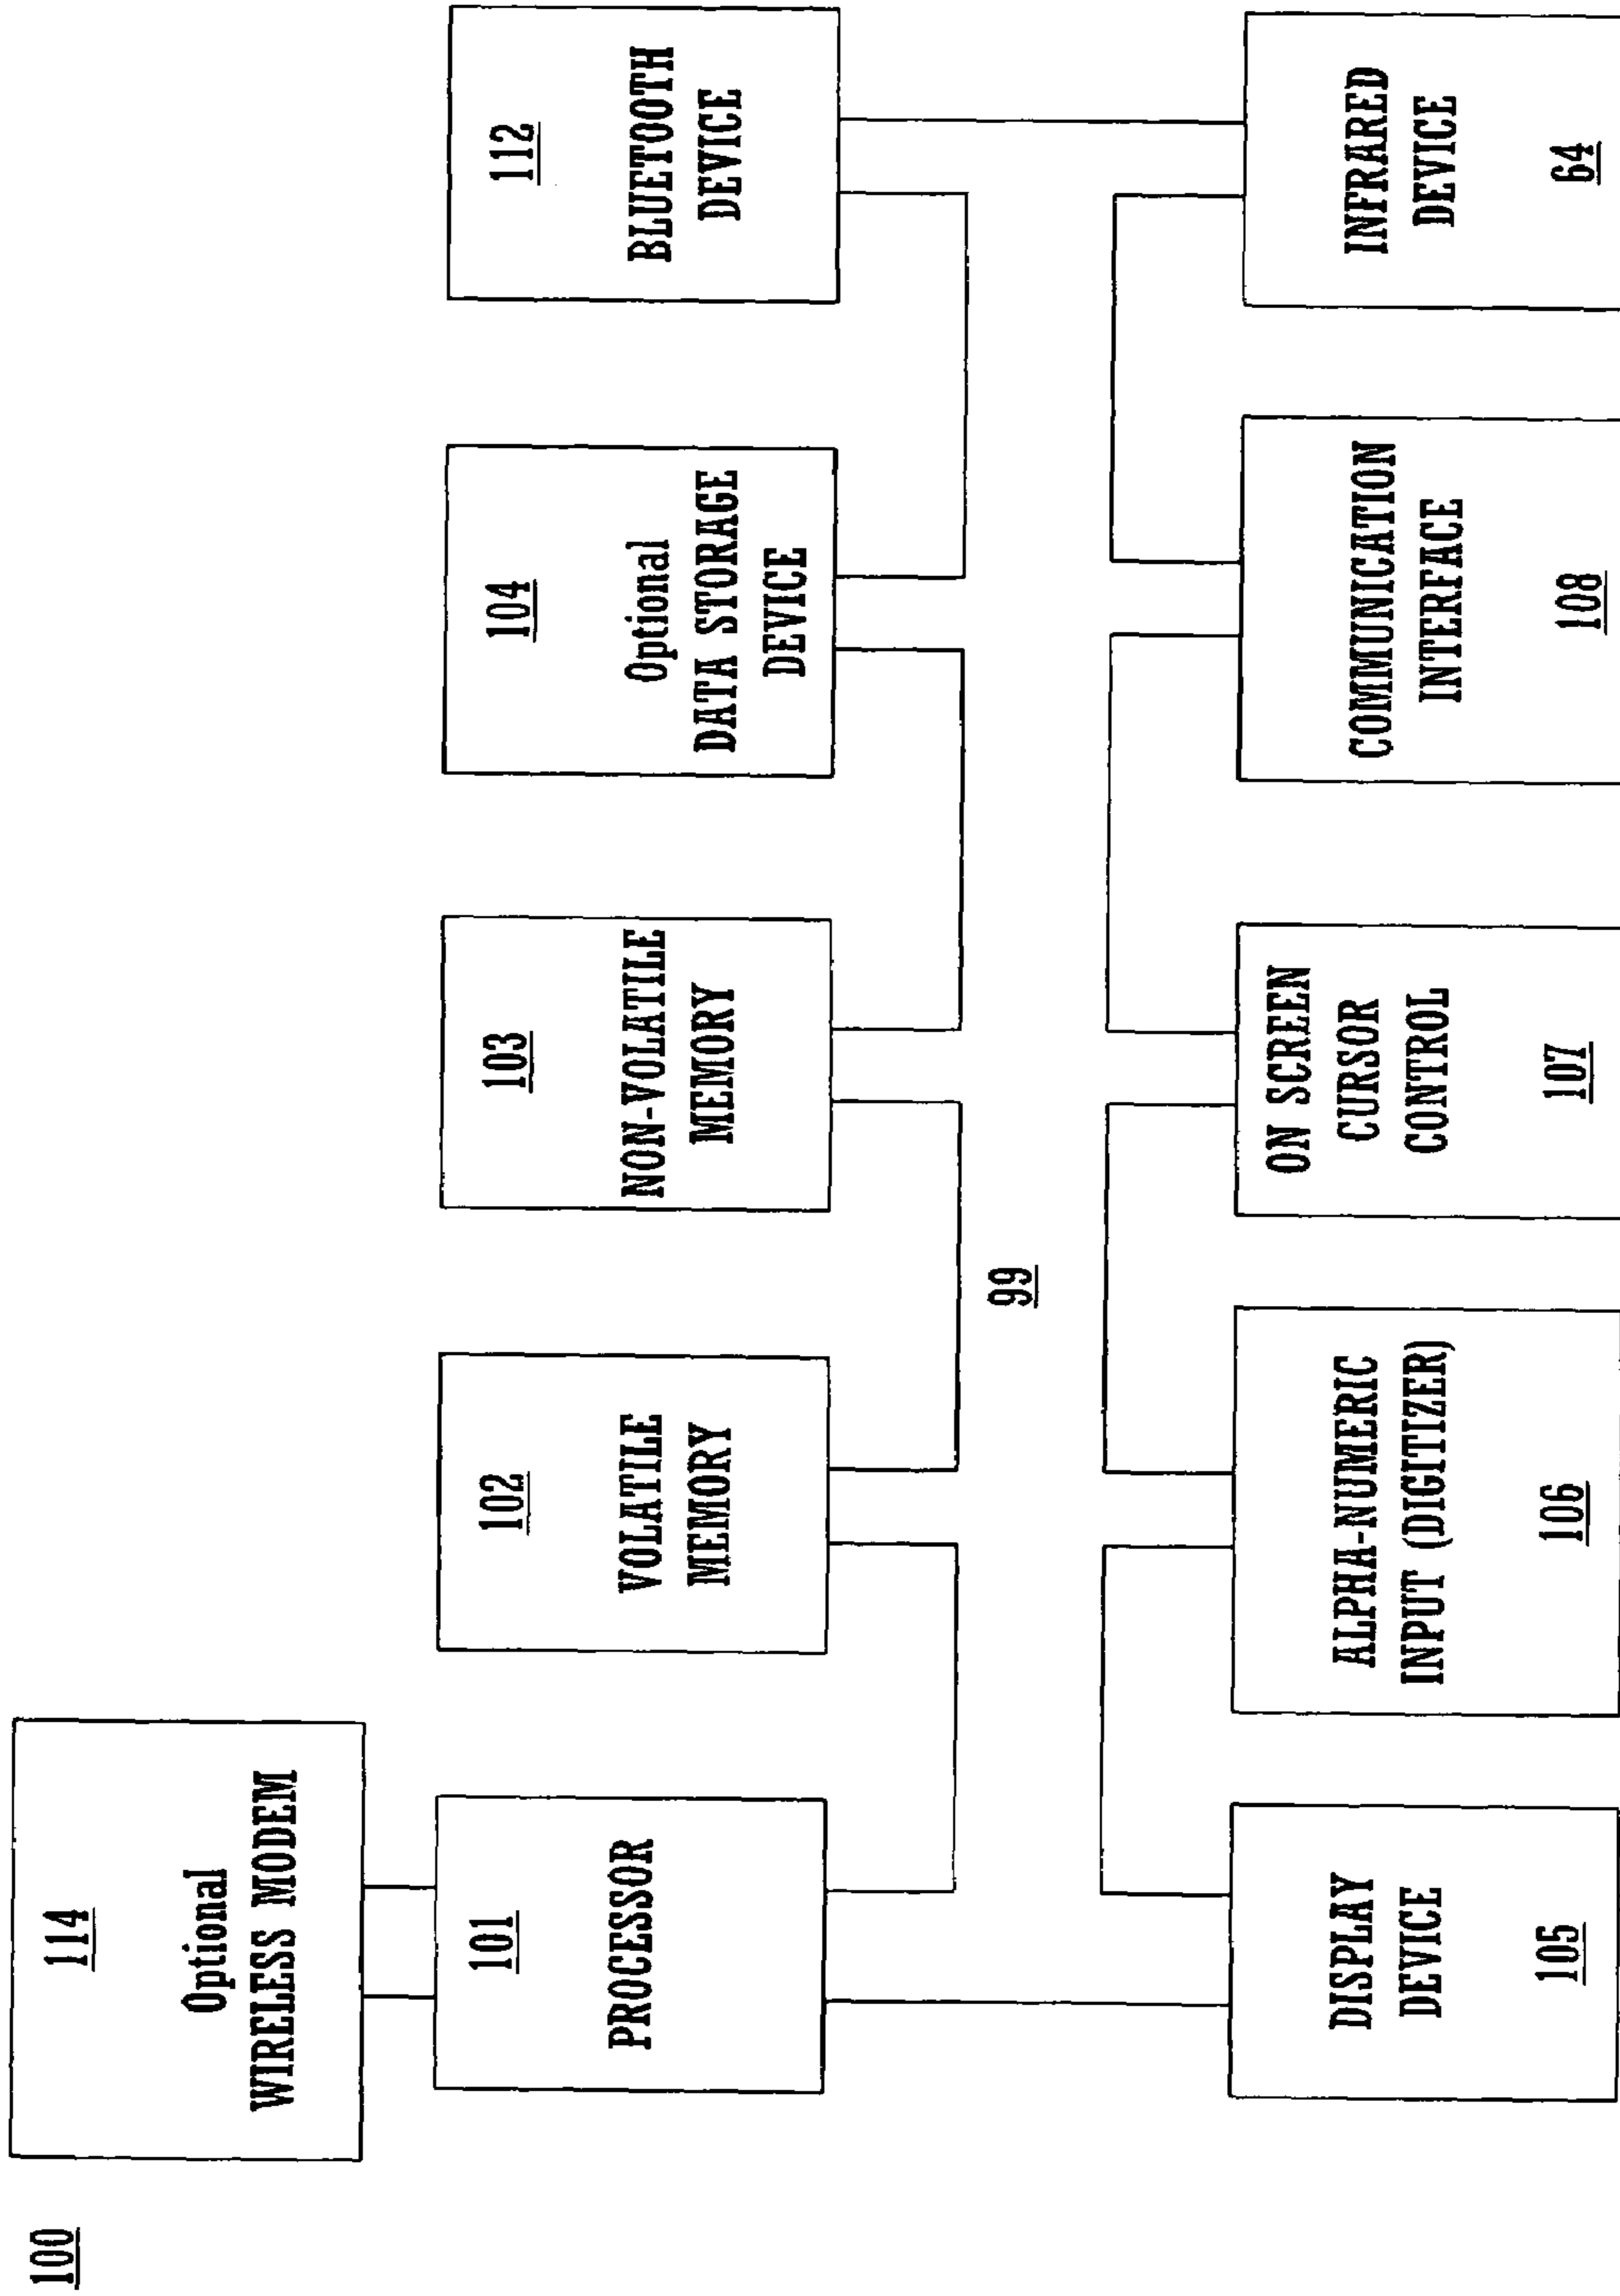 100
114
Optional
WIRELESS MODEM
101
PROCESSOR
102
VOLATILE
MEMORY
103
NON-VOLATILE
MEMORY
104
Optional
DATA STORAGE
DEVICE
112
BLUETOOTH
DEVICE
99
DISPLAY
DEVICE
105
ALPHA-NUMERIC
INPUT (DIGITIZER)
106
ON SCREEN
CURSOR
CONTROL
107
COMMUNICATION
INTERFACE
108
INFRARED
DEVICE
64